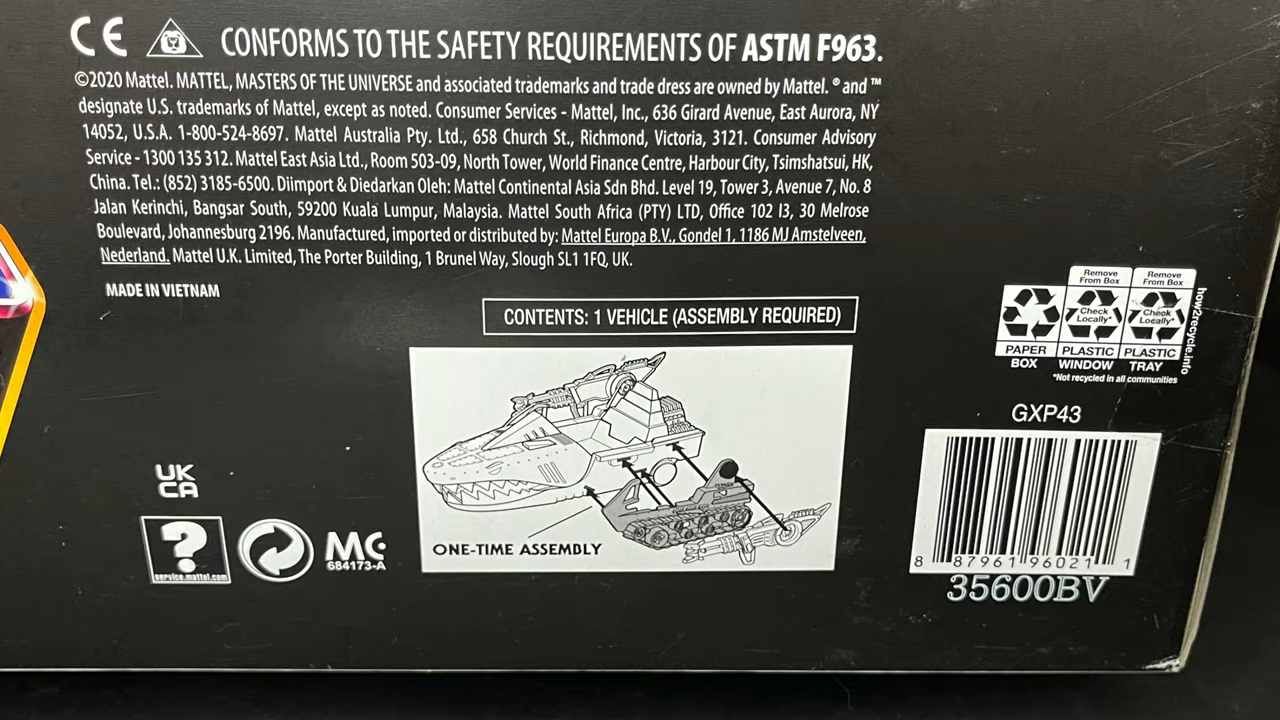 CE CONFORMS TO THE SAFETY REQUIREMENTS OF ASTM F963.
©2020 Mattel. MATTEL, MASTERS OF THE UNIVERSE and associated trademarks and trade dress are owned by Mattel. ® and ™
designate U.S. trademarks of Mattel, except as noted. Consumer Services - Mattel, Inc., 636 Girard Avenue, East Aurora, NY
14052, U.S.A. 1-800-524-8697. Mattel Australia Pty. Ltd., 658 Church St., Richmond, Victoria, 3121. Consumer Advisory
Service - 1300 135 312. Mattel East Asia Ltd., Room 503-09, North Tower, World Finance Centre, Harbour City, Tsimshatsui, HK,
China. Tel.: (852) 3185-6500. Diimport & Diedarkan Oleh: Mattel Continental Asia Sdn Bhd. Level 19, Tower 3, Avenue 7, No. 8
Jalan Kerinchi, Bangsar South, 59200 Kuala Lumpur, Malaysia. Mattel South Africa (PTY) LTD, Office 102 I3, 30 Melrose
Boulevard, Johannesburg 2196. Manufactured, imported or distributed by: Mattel Europa B.V., Gondel 1, 1186 MJ Amstelveen,
Nederland. Mattel U.K. Limited, The Porter Building, 1 Brunel Way, Slough SL1 1FQ, UK.
MADE IN VIETNAM
CONTENTS: 1 VEHICLE (ASSEMBLY REQUIRED)
ONE-TIME ASSEMBLY
UK
CA
?
service.mattel.com
MC
684173-A
Remove
From Box
Remove
From Box
Check
Locally*
Check
Locally*
PAPER
BOX
PLASTIC
WINDOW
PLASTIC
TRAY
*Not recycled in all communities
how2recycle.info
GXP43
8 87961 96021 1
35600BV